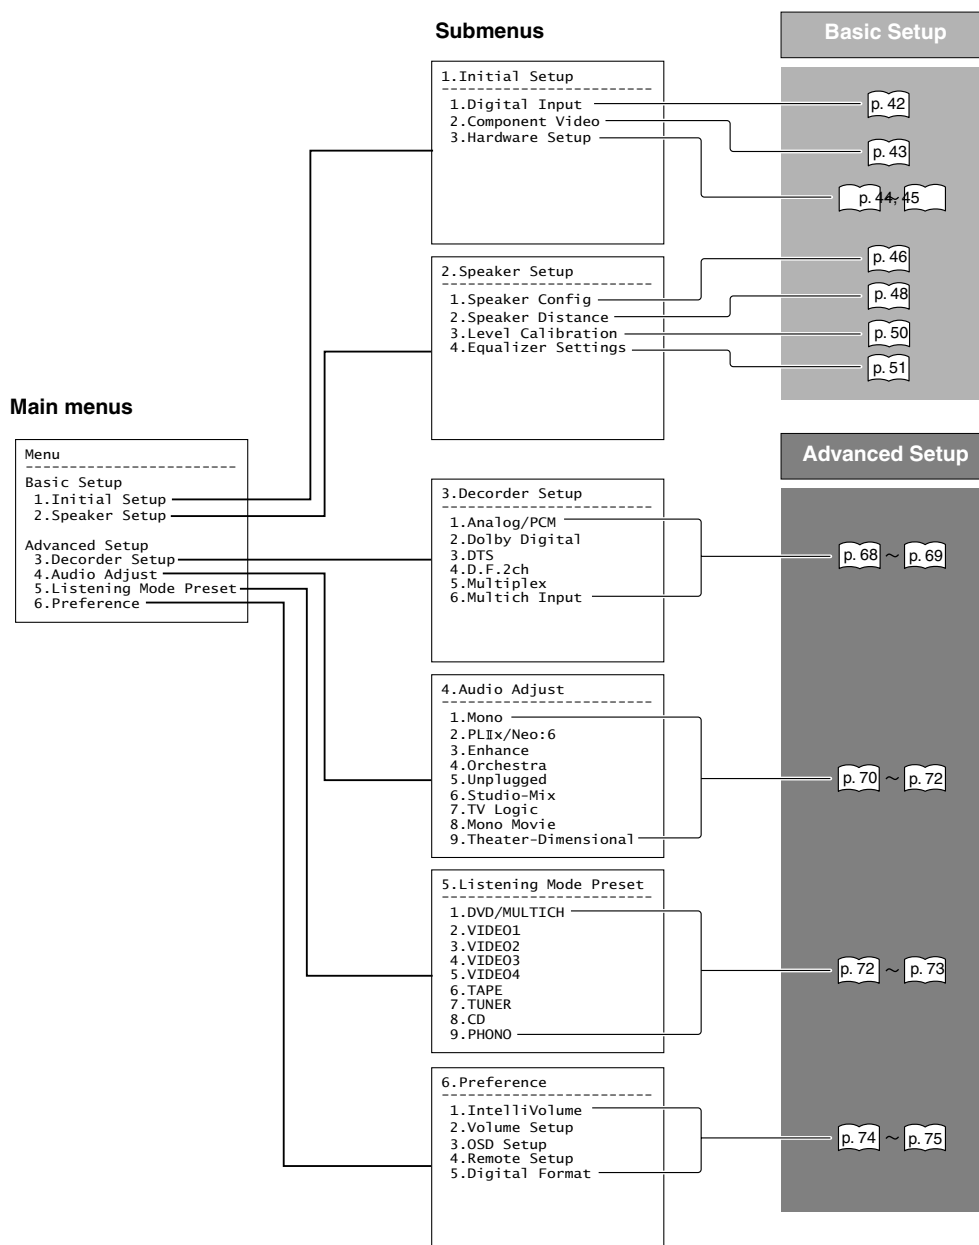 Submenus
Basic Setup
1.Initial Setup
1.Digital Input
2.Component Video
3.Hardware Setup
p. 42
p. 43
p. 44, 45
~
2.Speaker Setup
1.Speaker Config
2.Speaker Distance
3.Level Calibration
4.Equalizer Settings
p. 46
p. 48
p. 50
p. 51
Main menus
Menu
Basic Setup
1.Initial Setup
2.Speaker Setup
Advanced Setup
3.Decorder Setup
4.Audio Adjust
5.Listening Mode Preset
6.Preference
Advanced Setup
3.Decorder Setup
1.Analog/PCM
2.Dolby Digital
3.DTS
4.D.F.2ch
5.Multiplex
6.Multich Input
p. 68 ~ p. 69
4.Audio Adjust
1.Mono
2.PLⅡx/Neo:6
3.Enhance
4.Orchestra
5.Unplugged
6.Studio-Mix
7.TV Logic
8.Mono Movie
9.Theater-Dimensional
p. 70 ~ p. 72
5.Listening Mode Preset
1.DVD/MULTICH
2.VIDEO1
3.VIDEO2
4.VIDEO3
5.VIDEO4
6.TAPE
7.TUNER
8.CD
9.PHONO
p. 72 ~ p. 73
6.Preference
1.IntelliVolume
2.Volume Setup
3.OSD Setup
4.Remote Setup
5.Digital Format
p. 74 ~ p. 75